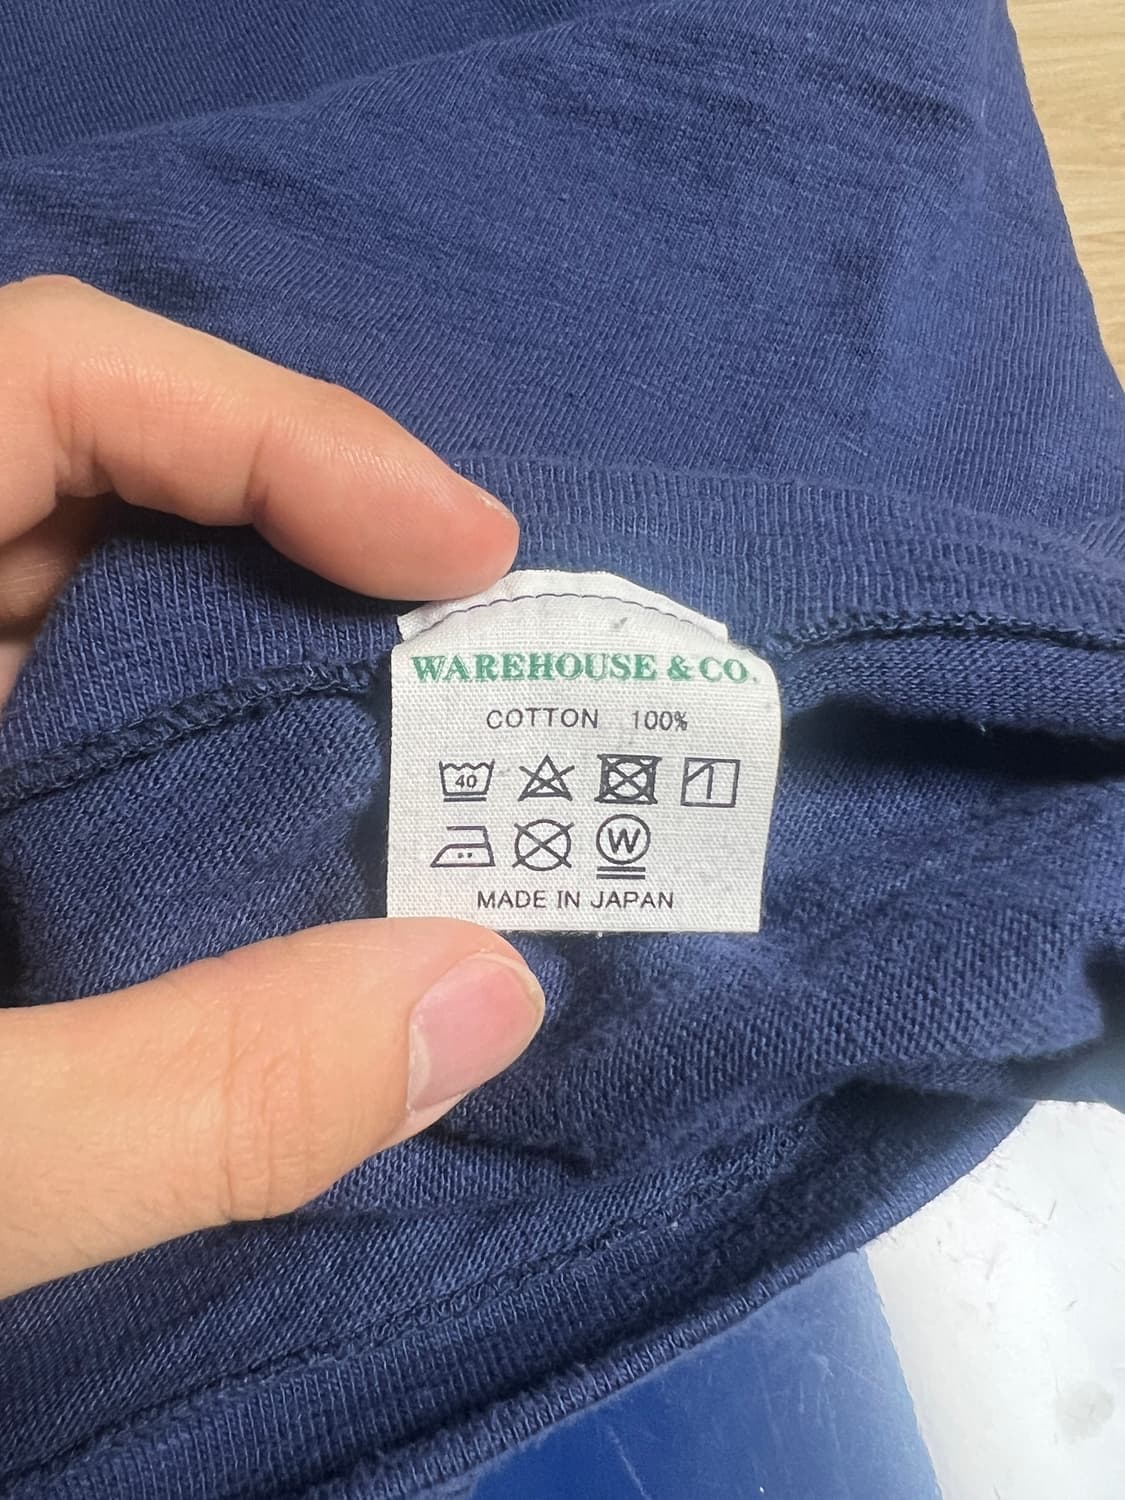 WAREHOUSE & CO.
COTTON 100%
40
W
MADE IN JAPAN